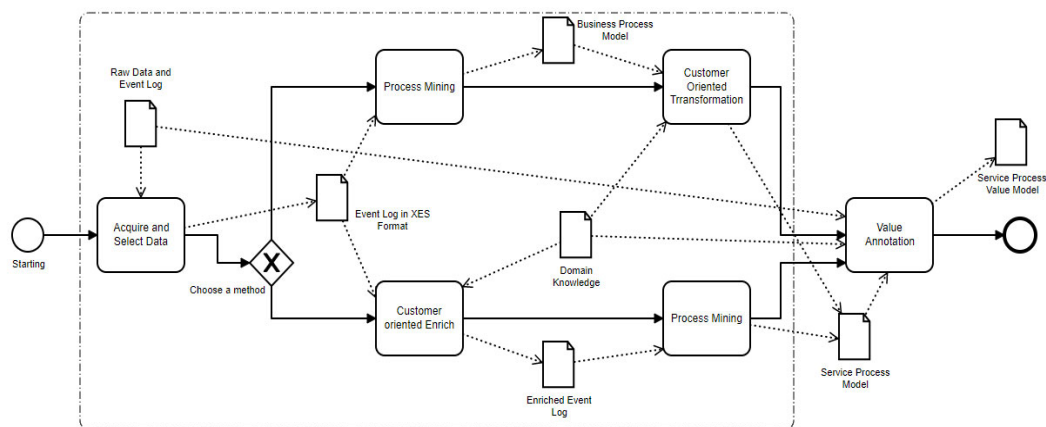 Business Process
Model
Raw Data and
Event Log
Process Mining
Customer
Oriented
Trransformation
Service Process
Value Model
Acquire and
Select Data
Event Log in XES
Format
Starting
X
Choose a method
Domain
Knowledge
Value
Annotation
Customer
oriented Enrich
Process Mining
Service Process
Model
Enriched Event
Log